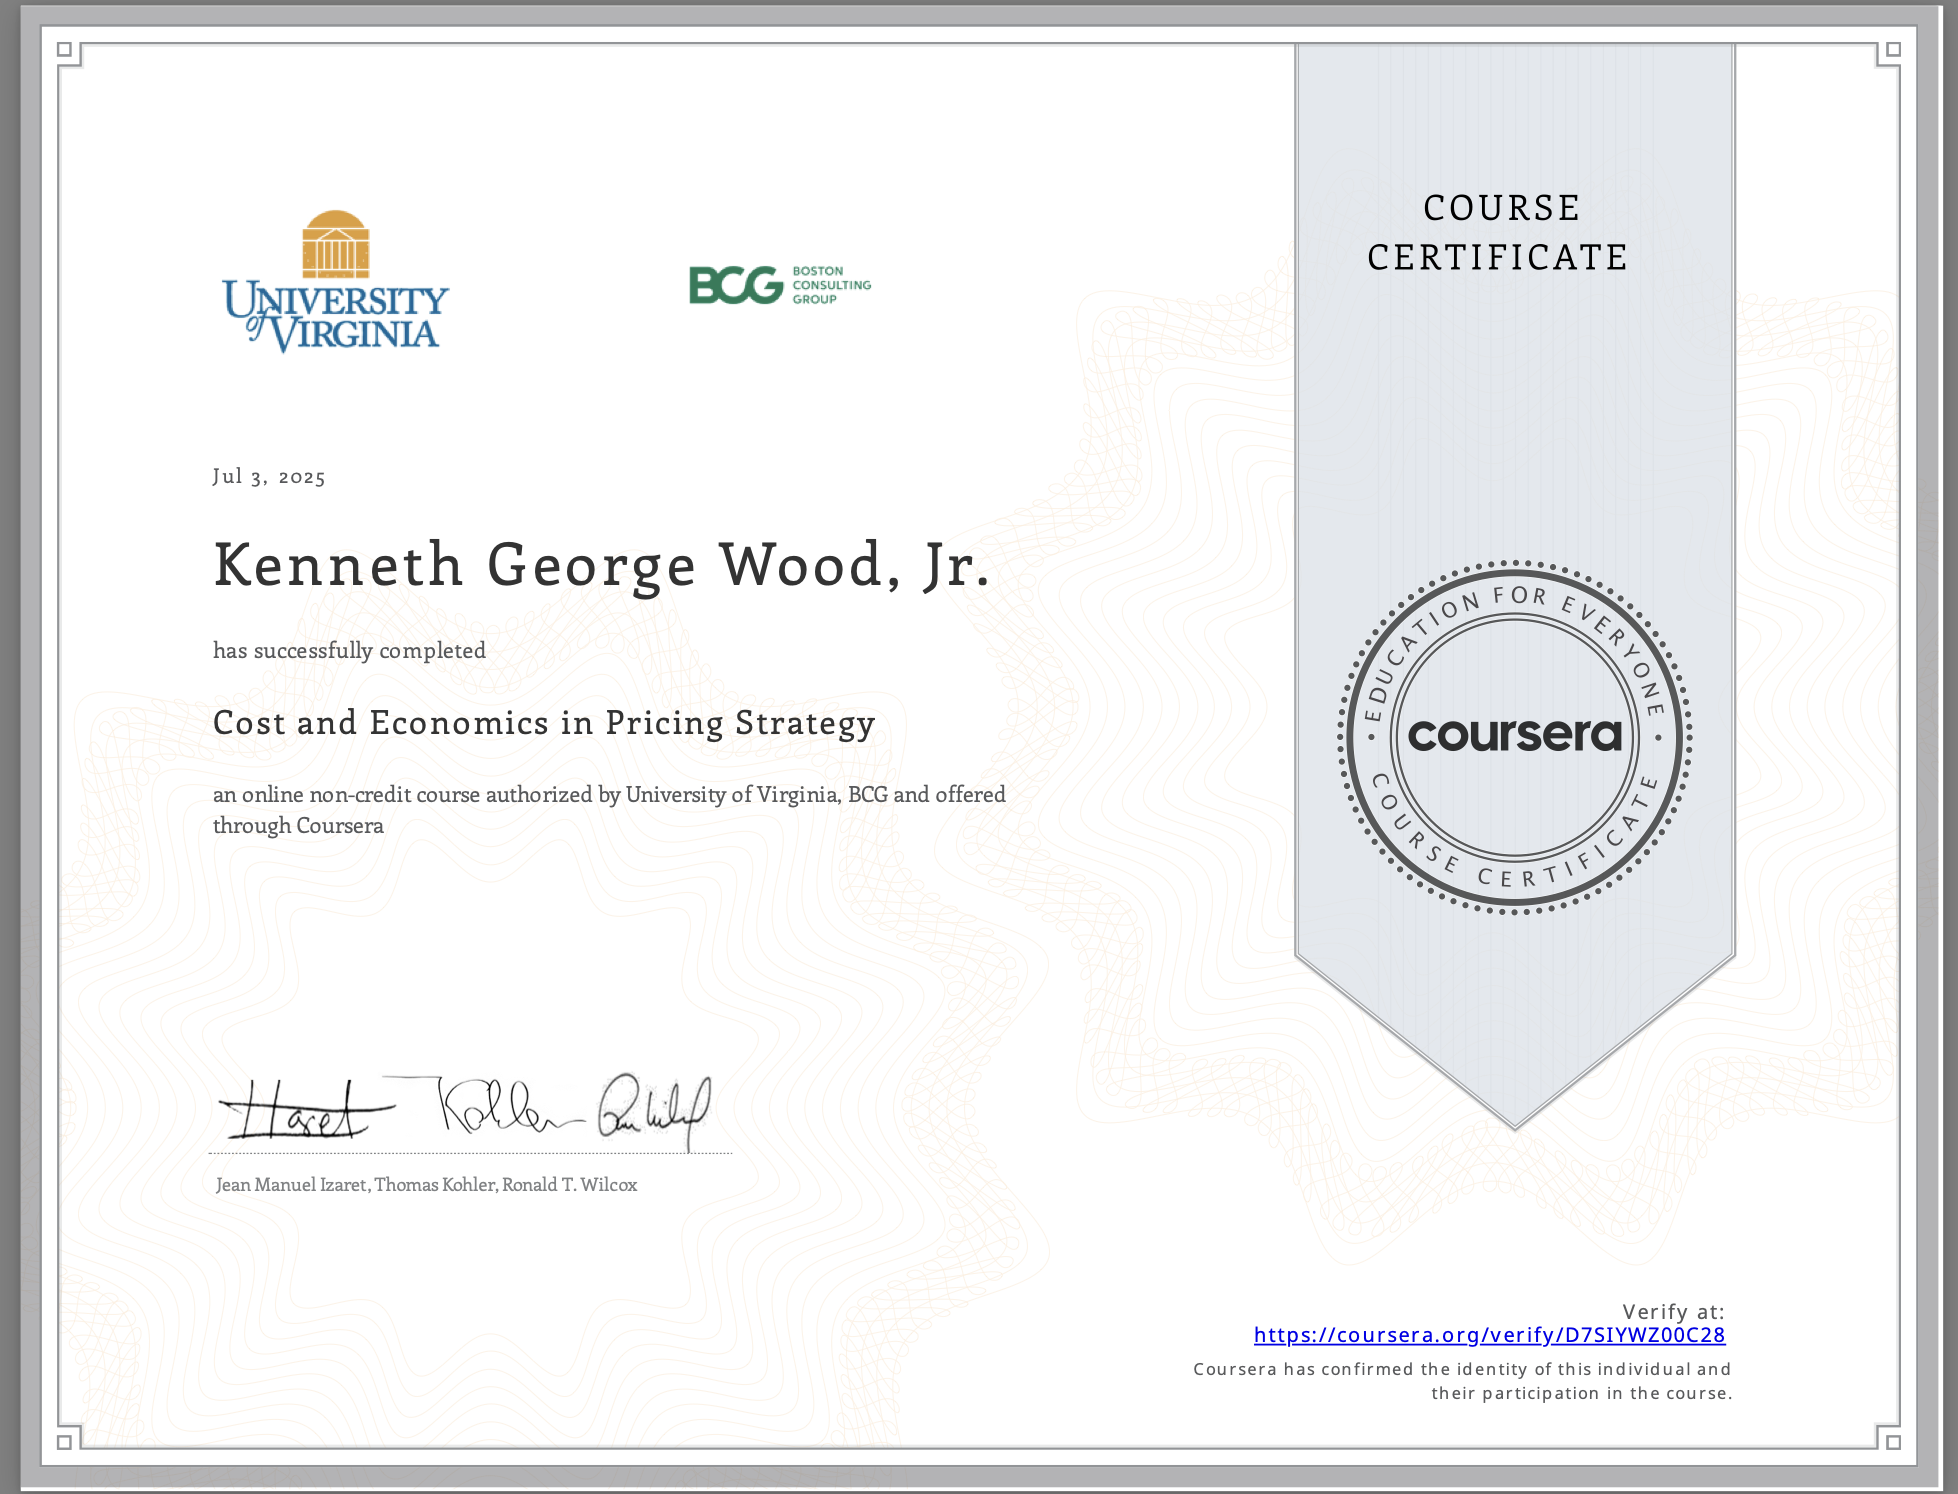 UNIVERSITY
of VIRGINIA
BCG
BOSTON
CONSULTING
GROUP
COURSE
CERTIFICATE
Jul 3, 2025
Kenneth George Wood, Jr.
has successfully completed
Cost and Economics in Pricing Strategy
an online non-credit course authorized by University of Virginia, BCG and offered
through Coursera
EDUCATION FOR EVERYONE
coursera
COURSE CERTIFICATE
Kohler
Jean Manuel Izaret, Thomas Kohler, Ronald T. Wilcox
Verify at:
https://coursera.org/verify/D7SIYWZ00C28
Coursera has confirmed the identity of this individual and
their participation in the course.